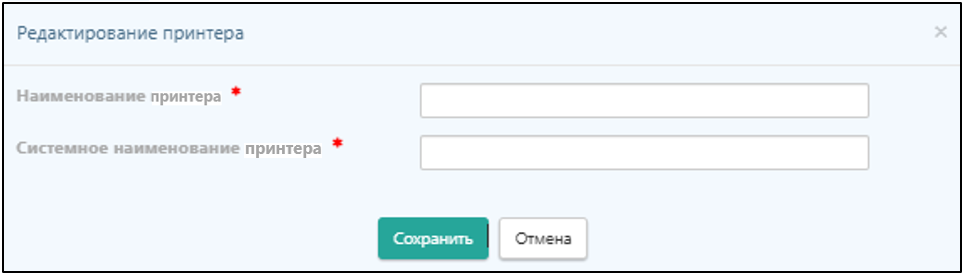 Редактирование принтера ×
Наименование принтера *
Системное наименование принтера *
Сохранить Отмена